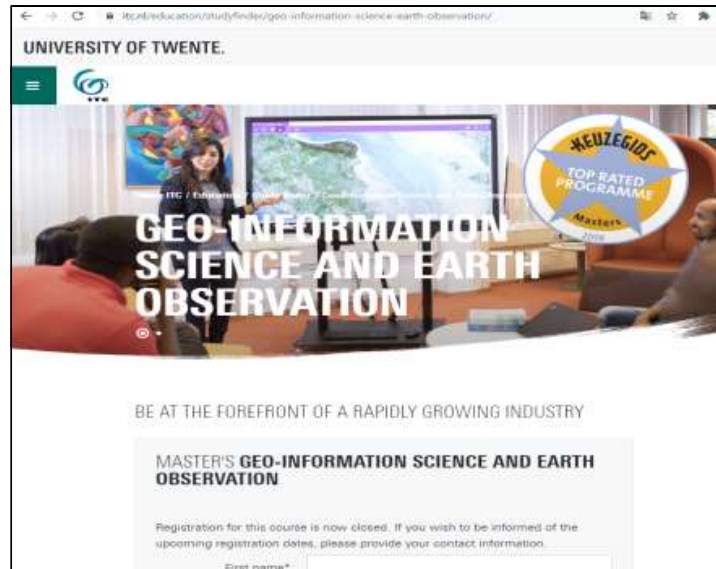 itc.nl/education/studyfinder/geo-information-science-earth-observation/
UNIVERSITY OF TWENTE.
ITC
KEUZEGIDS
TOP RATED
PROGRAMME
Masters
ITC / Education /
GEO-INFORMATION
SCIENCE AND EARTH
OBSERVATION
BE AT THE FOREFRONT OF A RAPIDLY GROWING INDUSTRY
MASTER'S GEO-INFORMATION SCIENCE AND EARTH
OBSERVATION
Registration for this course is now closed. If you wish to be informed of the
upcoming registration dates, please provide your contact information.
First name*